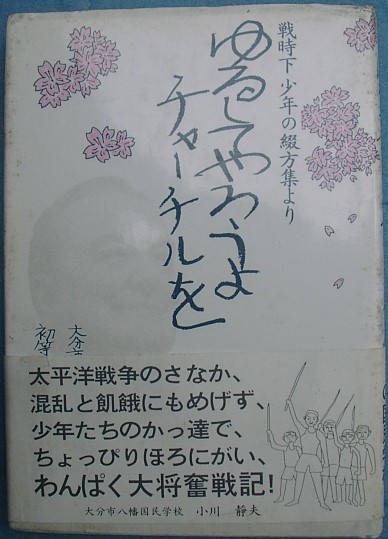 戦時下 少年の綴方集より
ゆるしてやろうよ
チャーチルを
大分市
初等
太平洋戦争のさなか、
混乱と飢餓にもめげず、
少年たちのかっ達で、
ちょっぴりほろにがい、
わんぱく大将奮戦記!
大分市八幡国民学校 小川 静夫